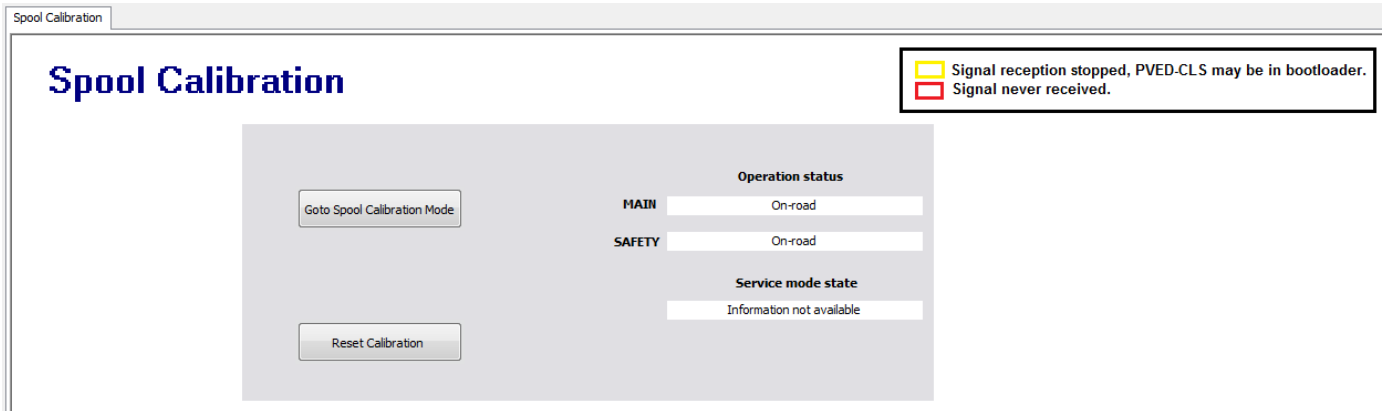 Spool Calibration
Spool Calibration
Signal reception stopped, PVED-CLS may be in bootloader.
Signal never received.
Operation status
Goto Spool Calibration Mode
MAIN
On-road
SAFETY
On-road
Service mode state
Information not available
Reset Calibration